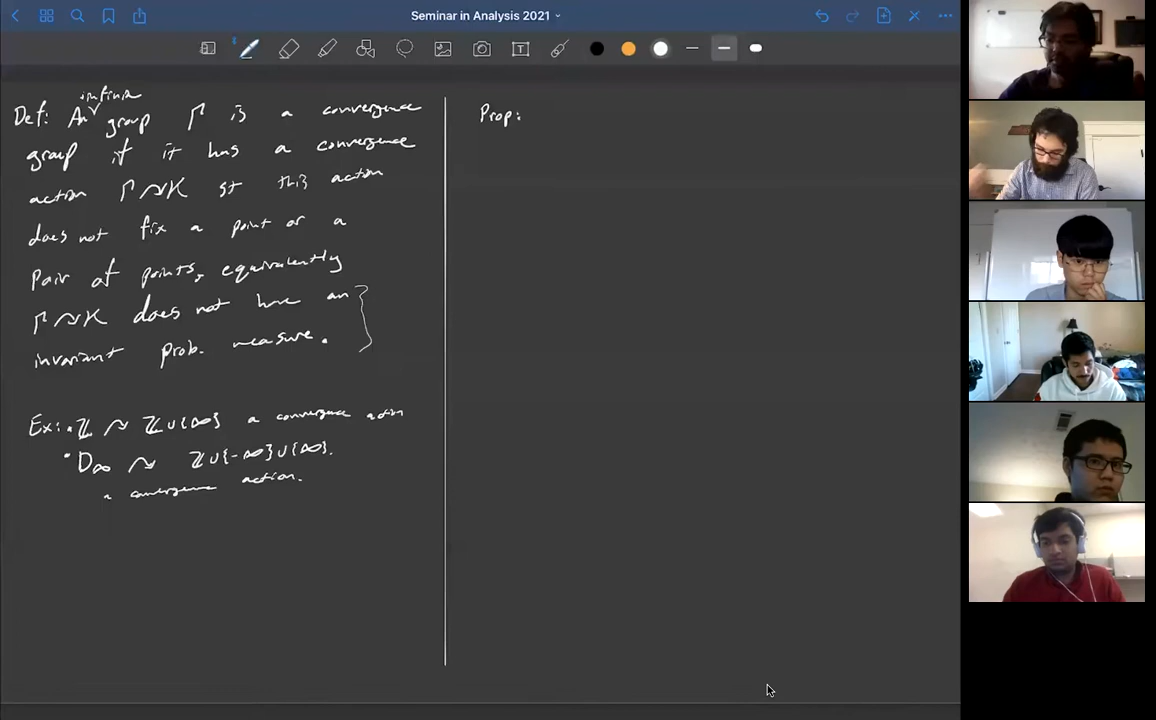 Seminar in Analysis 2021
Def: An infinite group Γ is a convergence
group if it has a convergence
action Γ↷K st this action
does not fix a point or a
pair of points, equivalently
Γ↷K does not have an
invariant prob. measure.
Ex: • ℤ ↷ ℤ∪{∞} a convergence action
• D∞ ↷ ℤ∪{-∞}∪{∞}.
a convergence action.
Prop: